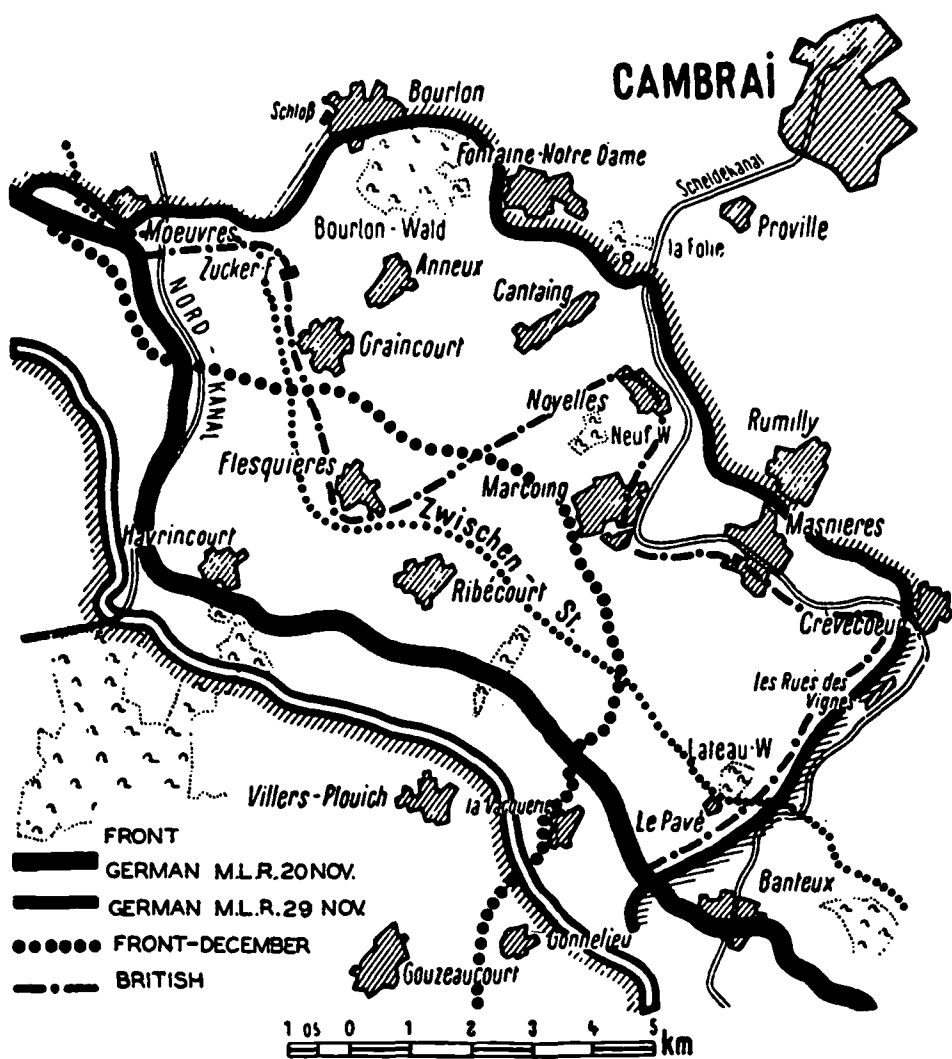 CAMBRAi
Schloß
Bourlon
Fontaine-Notre Dame
Scheldekanal
Proville
la Folie
Moeuvres
Bourlon-Wald
Zucker-f
Anneux
NORD-
KANAL
Cantaing
Graincourt
Noyelles
Neuf W
Rumilly
Flesquieres
Marcoing
Zwischen-
St.
Masnières
Havrincourt
Ribécourt
Crèvecoeur
les Rues des
Vignes
Lateau-W
Villers-Plouich
la Vacquerie
Le Pavé
Banteux
Gonnelieu
Gouzeaucourt
FRONT
GERMAN M.L.R. 20 NOV.
GERMAN M.L.R. 29 NOV.
FRONT-DECEMBER
BRITISH
1 05 0 1 2 3 4 5 km